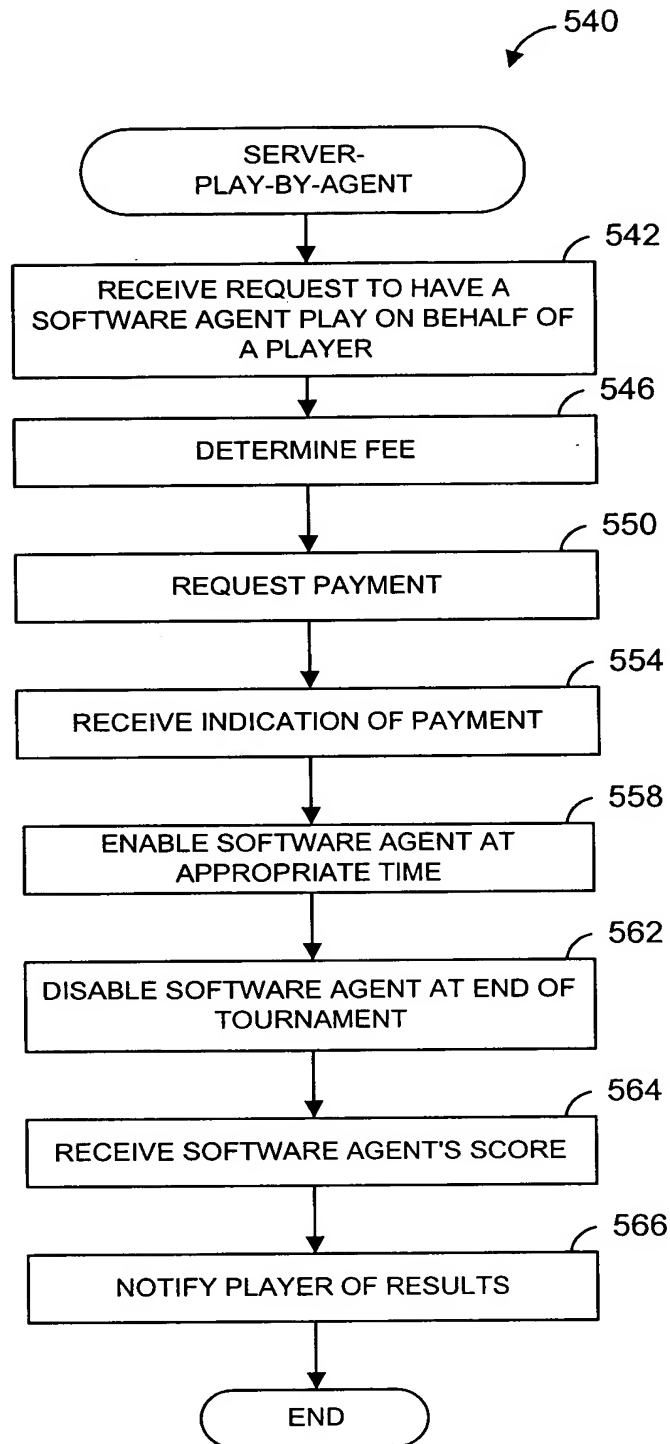 540
SERVER-
PLAY-BY-AGENT
542
RECEIVE REQUEST TO HAVE A
SOFTWARE AGENT PLAY ON BEHALF OF
A PLAYER
546
DETERMINE FEE
550
REQUEST PAYMENT
554
RECEIVE INDICATION OF PAYMENT
558
ENABLE SOFTWARE AGENT AT
APPROPRIATE TIME
562
DISABLE SOFTWARE AGENT AT END OF
TOURNAMENT
564
RECEIVE SOFTWARE AGENT'S SCORE
566
NOTIFY PLAYER OF RESULTS
END